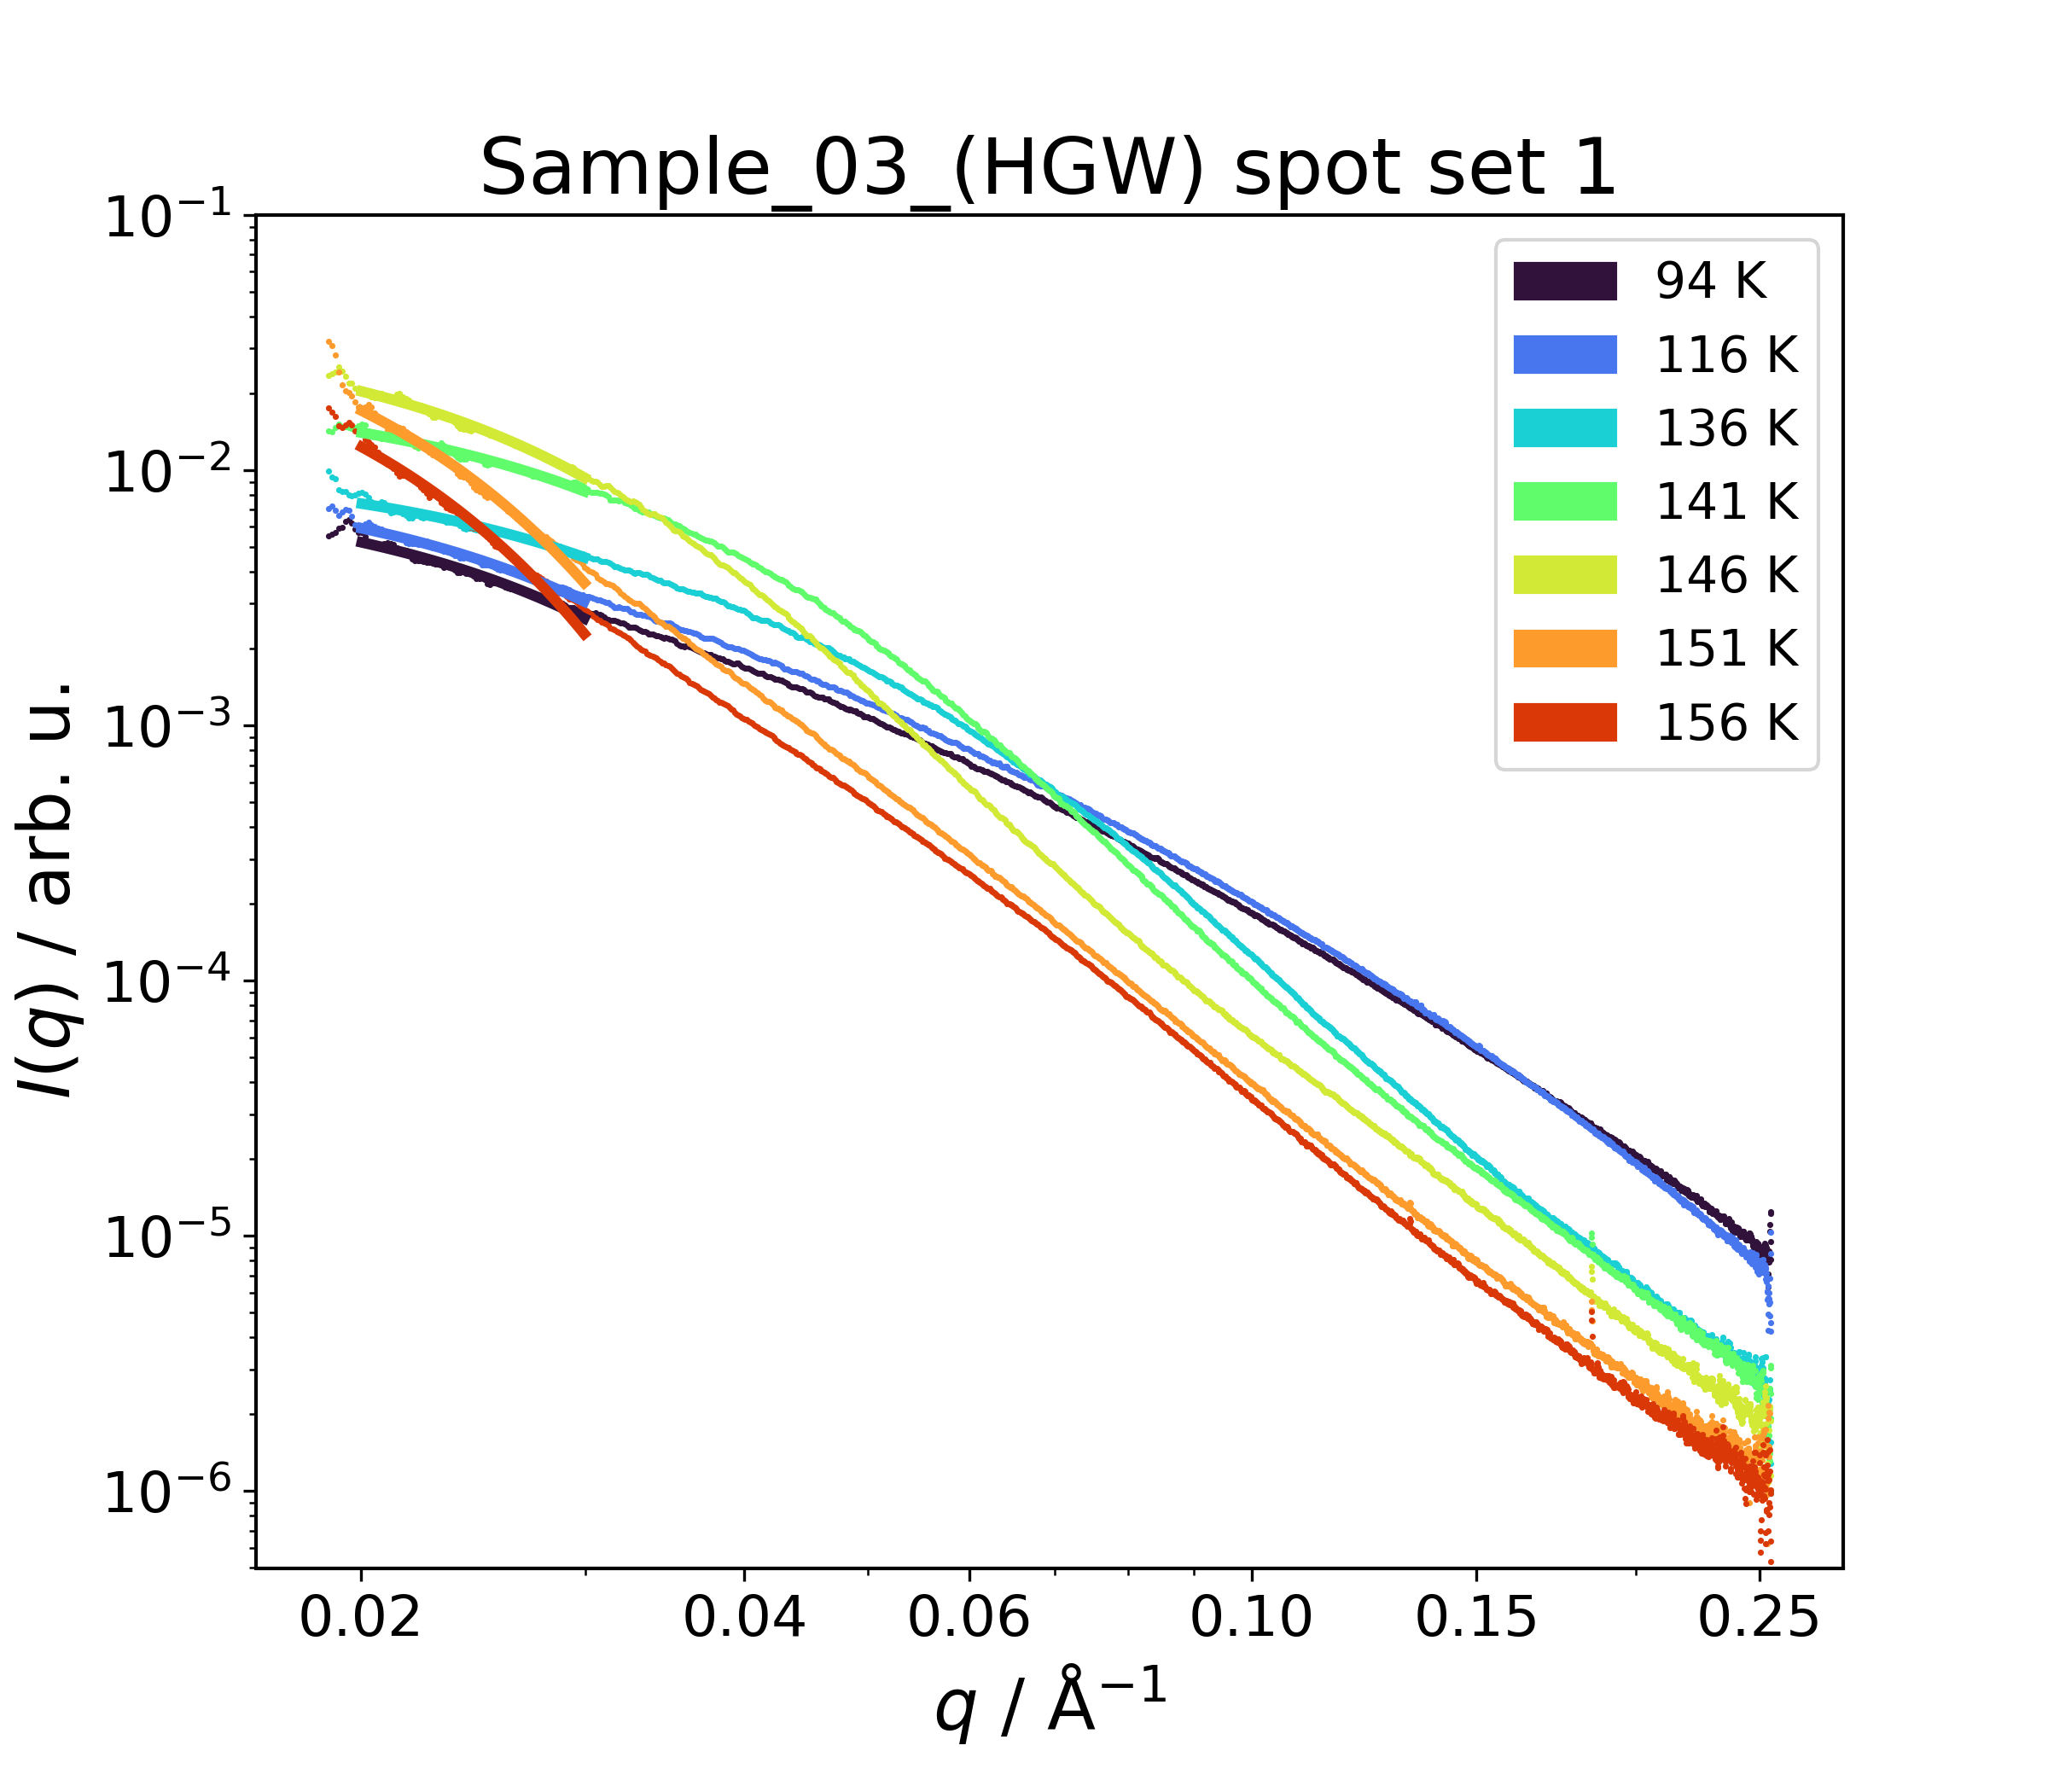 Sample_03_(HGW) spot set 1
10⁻¹
10⁻²
10⁻³
10⁻⁴
10⁻⁵
10⁻⁶
I(q) / arb. u.
94 K
116 K
136 K
141 K
146 K
151 K
156 K
0.02 0.04 0.06 0.10 0.15 0.25
q / Å⁻¹